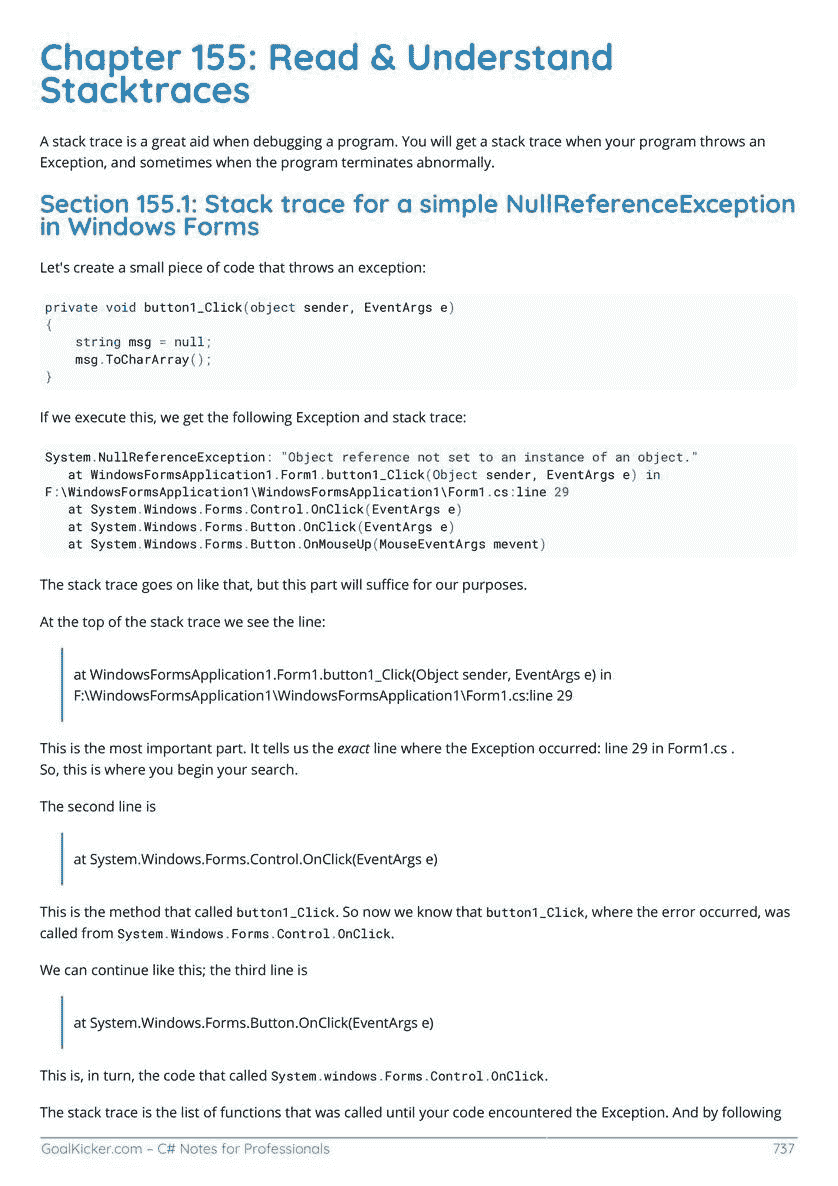 Chapter 155: Read & Understand
Stacktraces
A stack trace is a great aid when debugging a program. You will get a stack trace when your program throws an
Exception, and sometimes when the program terminates abnormally.
Section 155.1: Stack trace for a simple NullReferenceException
in Windows Forms
Let's create a small piece of code that throws an exception:
private void button1_Click(object sender, EventArgs e)
{
    string msg = null;
    msg.ToCharArray();
}
If we execute this, we get the following Exception and stack trace:
System.NullReferenceException: "Object reference not set to an instance of an object."
   at WindowsFormsApplication1.Form1.button1_Click(Object sender, EventArgs e) in
F:\WindowsFormsApplication1\WindowsFormsApplication1\Form1.cs:line 29
   at System.Windows.Forms.Control.OnClick(EventArgs e)
   at System.Windows.Forms.Button.OnClick(EventArgs e)
   at System.Windows.Forms.Button.OnMouseUp(MouseEventArgs mevent)
The stack trace goes on like that, but this part will suffice for our purposes.
At the top of the stack trace we see the line:
at WindowsFormsApplication1.Form1.button1_Click(Object sender, EventArgs e) in
F:\WindowsFormsApplication1\WindowsFormsApplication1\Form1.cs:line 29
This is the most important part. It tells us the exact line where the Exception occurred: line 29 in Form1.cs .
So, this is where you begin your search.
The second line is
at System.Windows.Forms.Control.OnClick(EventArgs e)
This is the method that called button1_Click. So now we know that button1_Click, where the error occurred, was
called from System.Windows.Forms.Control.OnClick.
We can continue like this; the third line is
at System.Windows.Forms.Button.OnClick(EventArgs e)
This is, in turn, the code that called System.windows.Forms.Control.OnClick.
The stack trace is the list of functions that was called until your code encountered the Exception. And by following
GoalKicker.com – C# Notes for Professionals 737